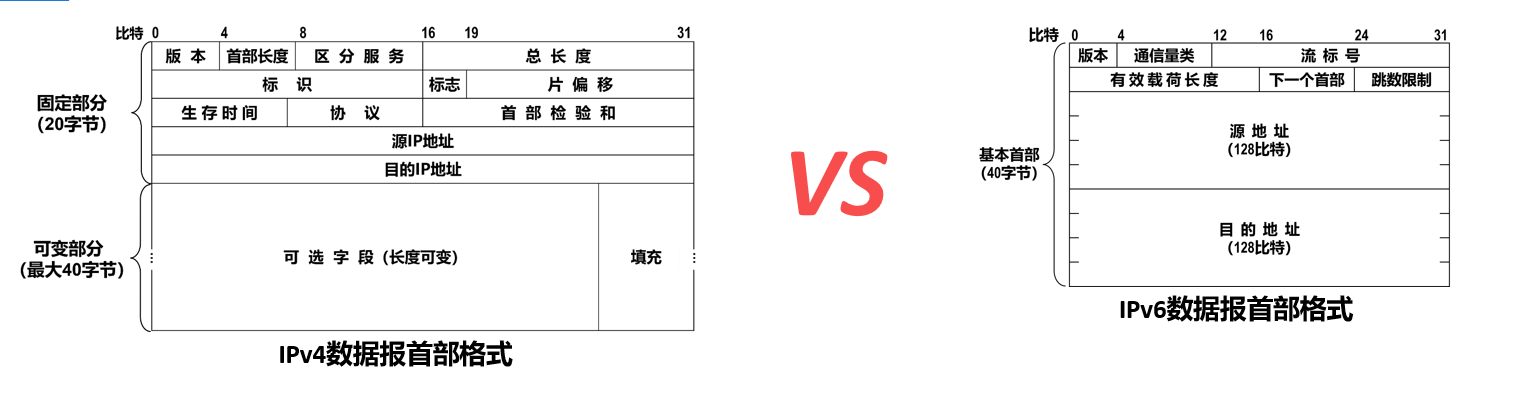 比特 0 4 8 16 19 31
版 本 首部长度 区 分 服 务 总 长 度
标 识 标志 片 偏 移
生 存 时 间 协 议 首 部 检 验 和
源IP地址
目的IP地址
固定部分
(20字节)
可 选 字 段 (长度可变) 填充
可变部分
(最大40字节)
IPv4数据报首部格式
VS
比特 0 4 12 16 24 31
版本 通信量类 流 标 号
有 效 载 荷 长 度 下一个首部 跳数限制
源 地 址
(128比特)
基本首部
(40字节)
目 的 地 址
(128比特)
IPv6数据报首部格式